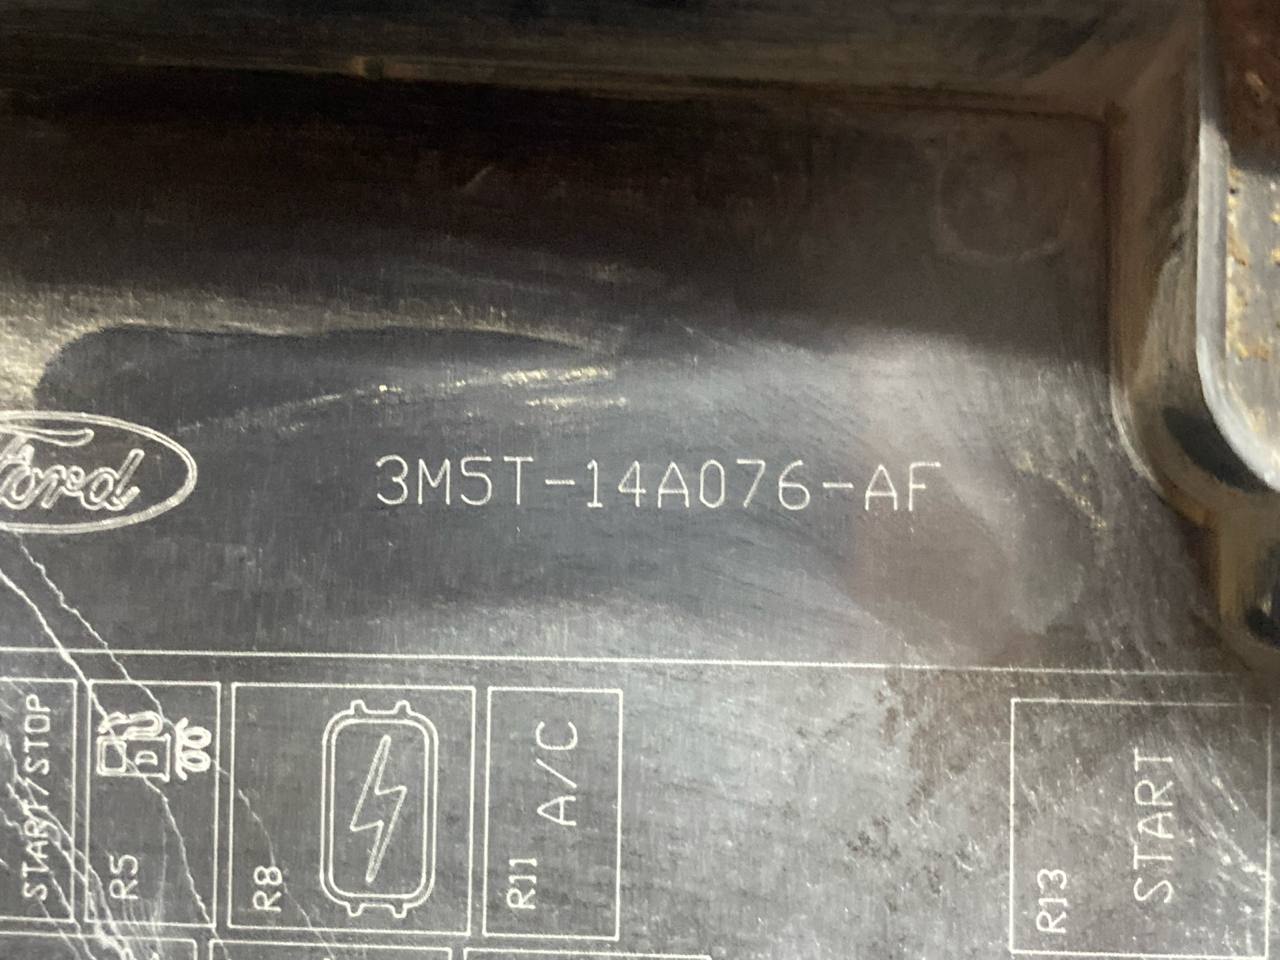 Ford
3M5T-14A076-AF
START/STOP
R5
D
R8
R11
A/C
R13
START